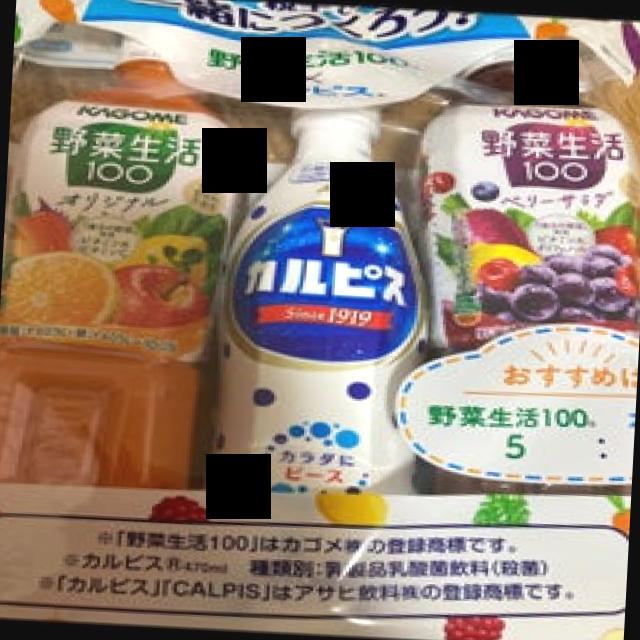 一緒につくろう!
野 生活100
KAGOME
野菜生活
100
オリジナル
カルピス
Since 1919
カラダに
ピース
KAGOME
野菜生活
100
ベリーサラダ
おすすめに
野菜生活100
5 :
※「野菜生活100」はカゴメ㈱の登録商標です。
※カルピス R-470ml 種類別:乳製品乳酸菌飲料(殺菌)
※「カルピス」「CALPIS」はアサヒ飲料㈱の登録商標です。